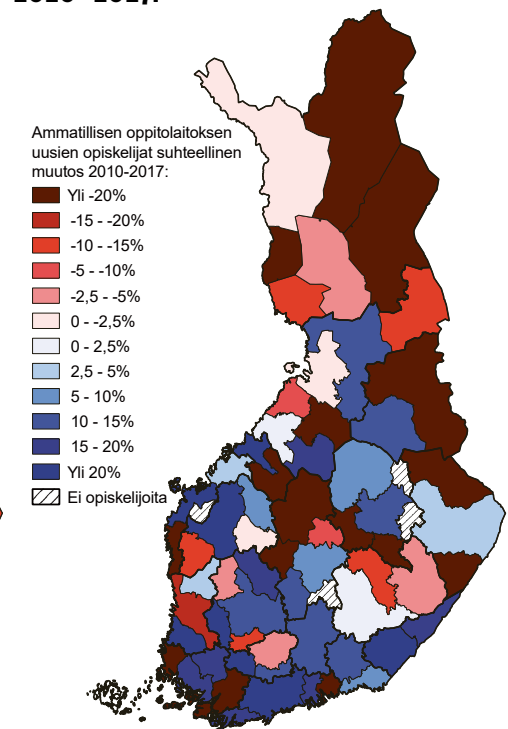 Ammatillisen oppitolaitoksen
uusien opiskelijat suhteellinen
muutos 2010-2017:
Yli -20%
-15 - -20%
-10 - -15%
-5 - -10%
-2,5 - -5%
0 - -2,5%
0 - 2,5%
2,5 - 5%
5 - 10%
10 - 15%
15 - 20%
Yli 20%
Ei opiskelijoita